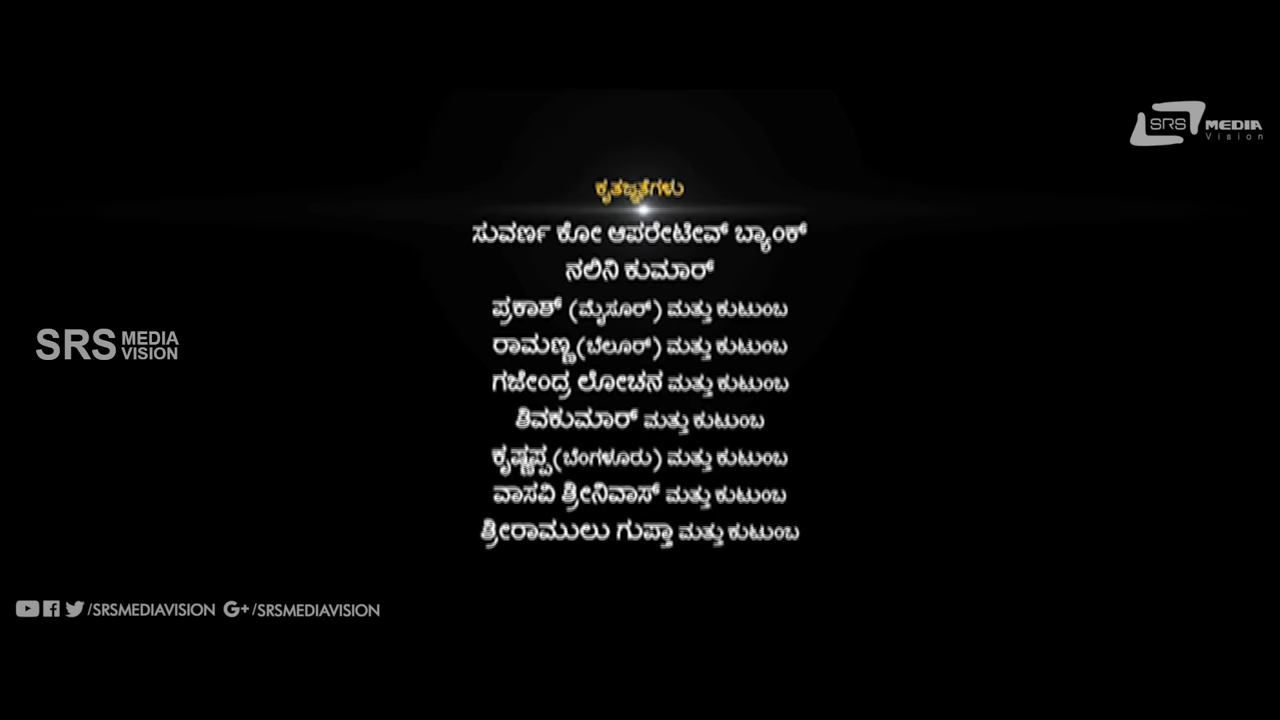 SRS MEDIA
Vision
ಕೃತಜ್ಞತೆಗಳು
ಸುವರ್ಣ ಕೋ ಆಪರೇಟೀವ್ ಬ್ಯಾಂಕ್
ನಲಿನಿ ಕುಮಾರ್
ಪ್ರಕಾಶ್ (ಮೈಸೂರ್) ಮತ್ತು ಕುಟುಂಬ
ರಾಮಣ್ಣ(ಬೆಲೂರ್) ಮತ್ತು ಕುಟುಂಬ
SRS MEDIA
VISION
ಗಜೇಂದ್ರ ಲೋಚನ ಮತ್ತು ಕುಟುಂಬ
ಶಿವಕುಮಾರ್ ಮತ್ತು ಕುಟುಂಬ
ಕೃಷ್ಣಪ್ಪ(ಬೆಂಗಳೂರು) ಮತ್ತು ಕುಟುಂಬ
ವಾಸವಿ ಶ್ರೀನಿವಾಸ್ ಮತ್ತು ಕುಟುಂಬ
ಶ್ರೀರಾಮುಲು ಗುಪ್ತಾ ಮತ್ತು ಕುಟುಂಬ
/SRSMEDIAVISION G+ /SRSMEDIAVISION